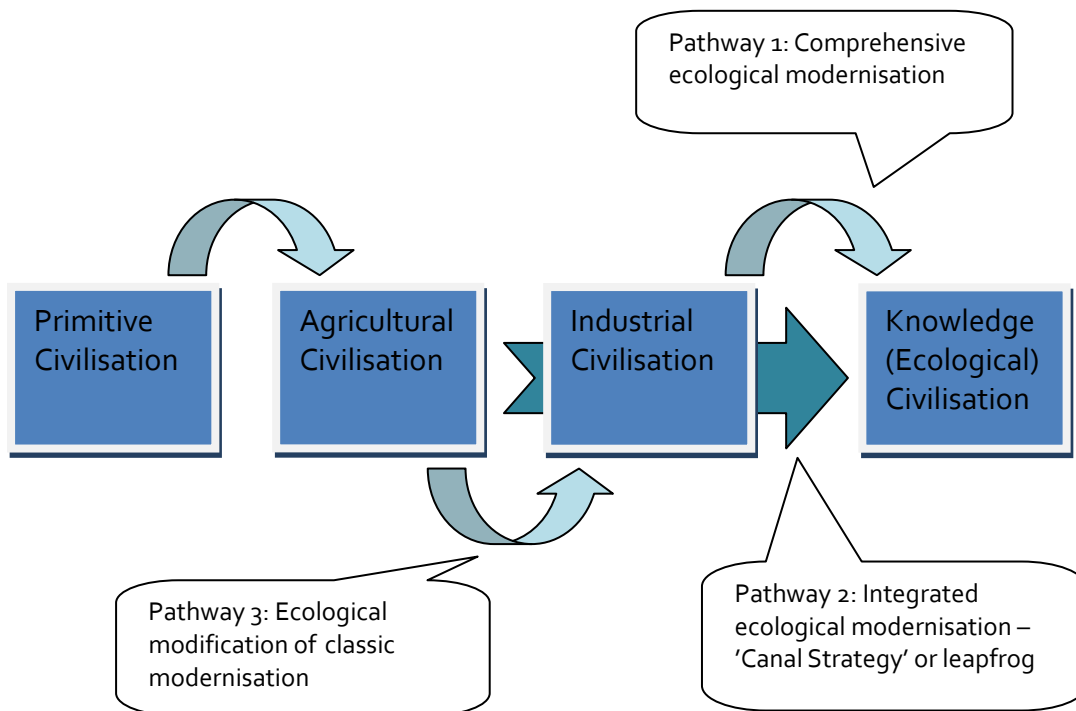 Pathway 1: Comprehensive
ecological modernisation
Primitive
Civilisation
Agricultural
Civilisation
Industrial
Civilisation
Knowledge
(Ecological)
Civilisation
Pathway 3: Ecological
modification of classic
modernisation
Pathway 2: Integrated
ecological modernisation –
’Canal Strategy’ or leapfrog